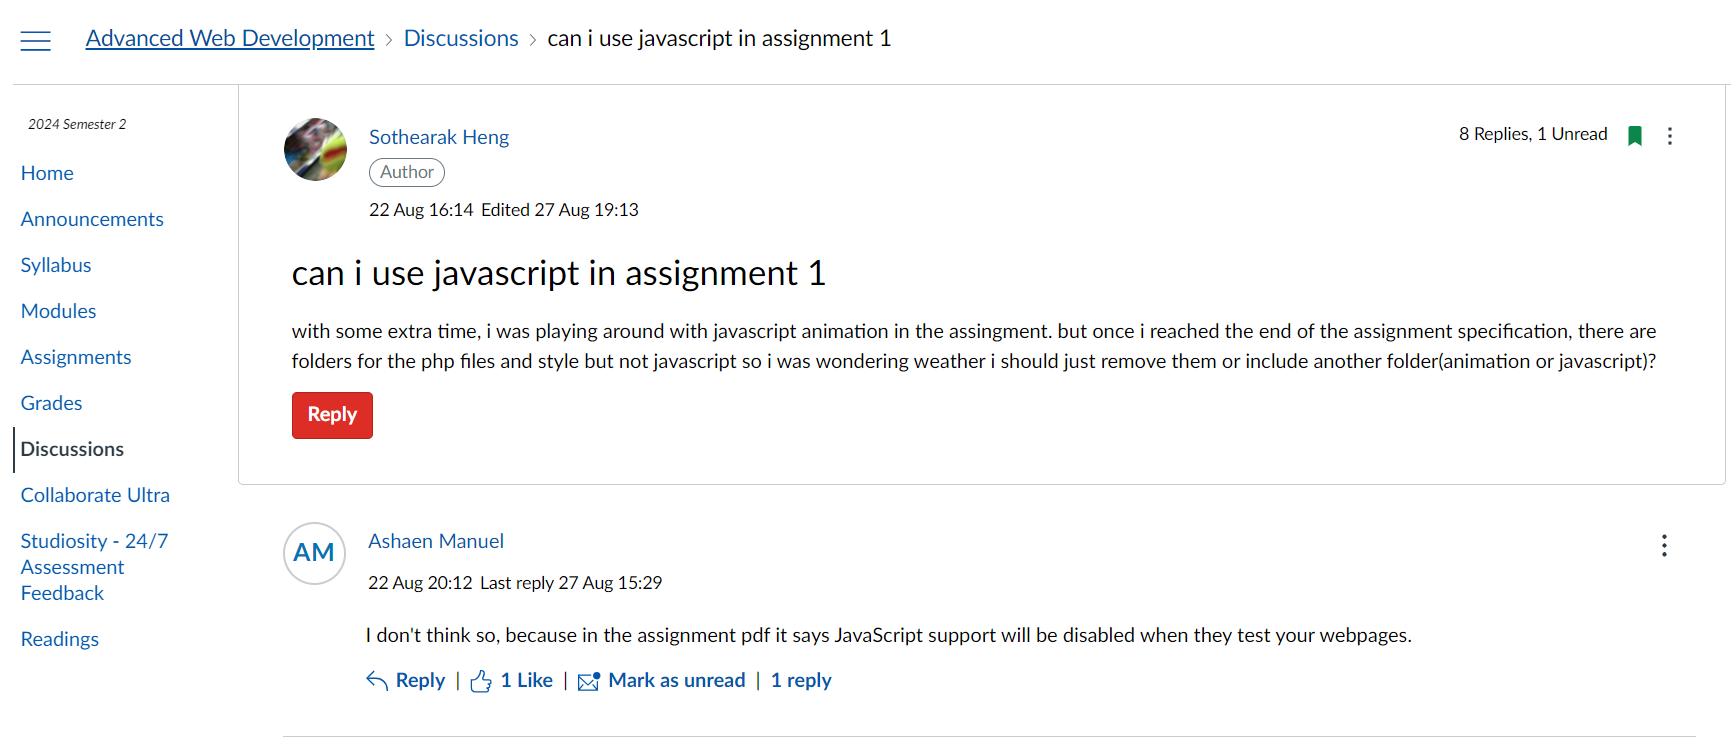 Advanced Web Development > Discussions > can i use javascript in assignment 1
2024 Semester 2
Home
Announcements
Syllabus
Modules
Assignments
Grades
Discussions
Collaborate Ultra
Studiosity - 24/7
Assessment
Feedback
Readings
Sothearak Heng
8 Replies, 1 Unread
Author
22 Aug 16:14 Edited 27 Aug 19:13
can i use javascript in assignment 1
with some extra time, i was playing around with javascript animation in the assingment. but once i reached the end of the assignment specification, there are
folders for the php files and style but not javascript so i was wondering weather i should just remove them or include another folder(animation or javascript)?
Reply
AM
Ashaen Manuel
22 Aug 20:12 Last reply 27 Aug 15:29
I don't think so, because in the assignment pdf it says JavaScript support will be disabled when they test your webpages.
Reply | 1 Like | Mark as unread | 1 reply